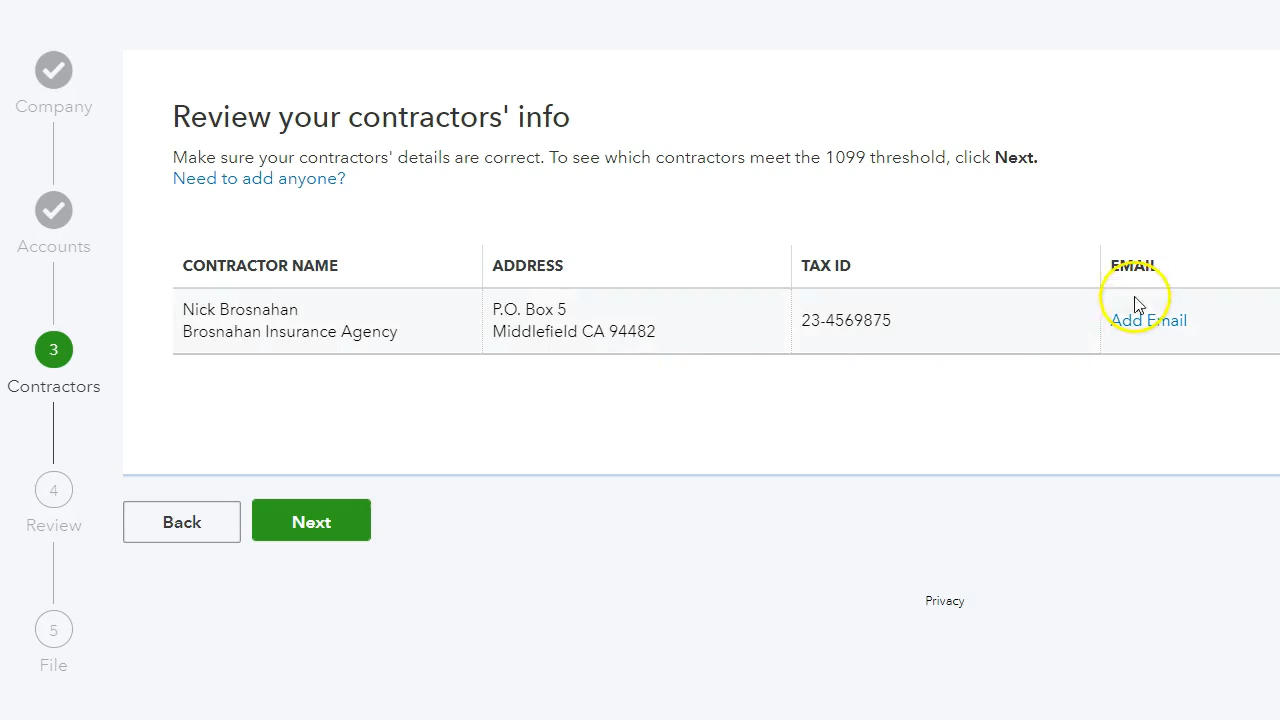 Company
Accounts
3
Contractors
4
Review
5
File
Review your contractors' info
Make sure your contractors' details are correct. To see which contractors meet the 1099 threshold, click Next.
Need to add anyone?
CONTRACTOR NAME ADDRESS TAX ID EMAIL
Nick Brosnahan P.O. Box 5
Brosnahan Insurance Agency Middlefield CA 94482
23-4569875 Add Email
Back Next
Privacy